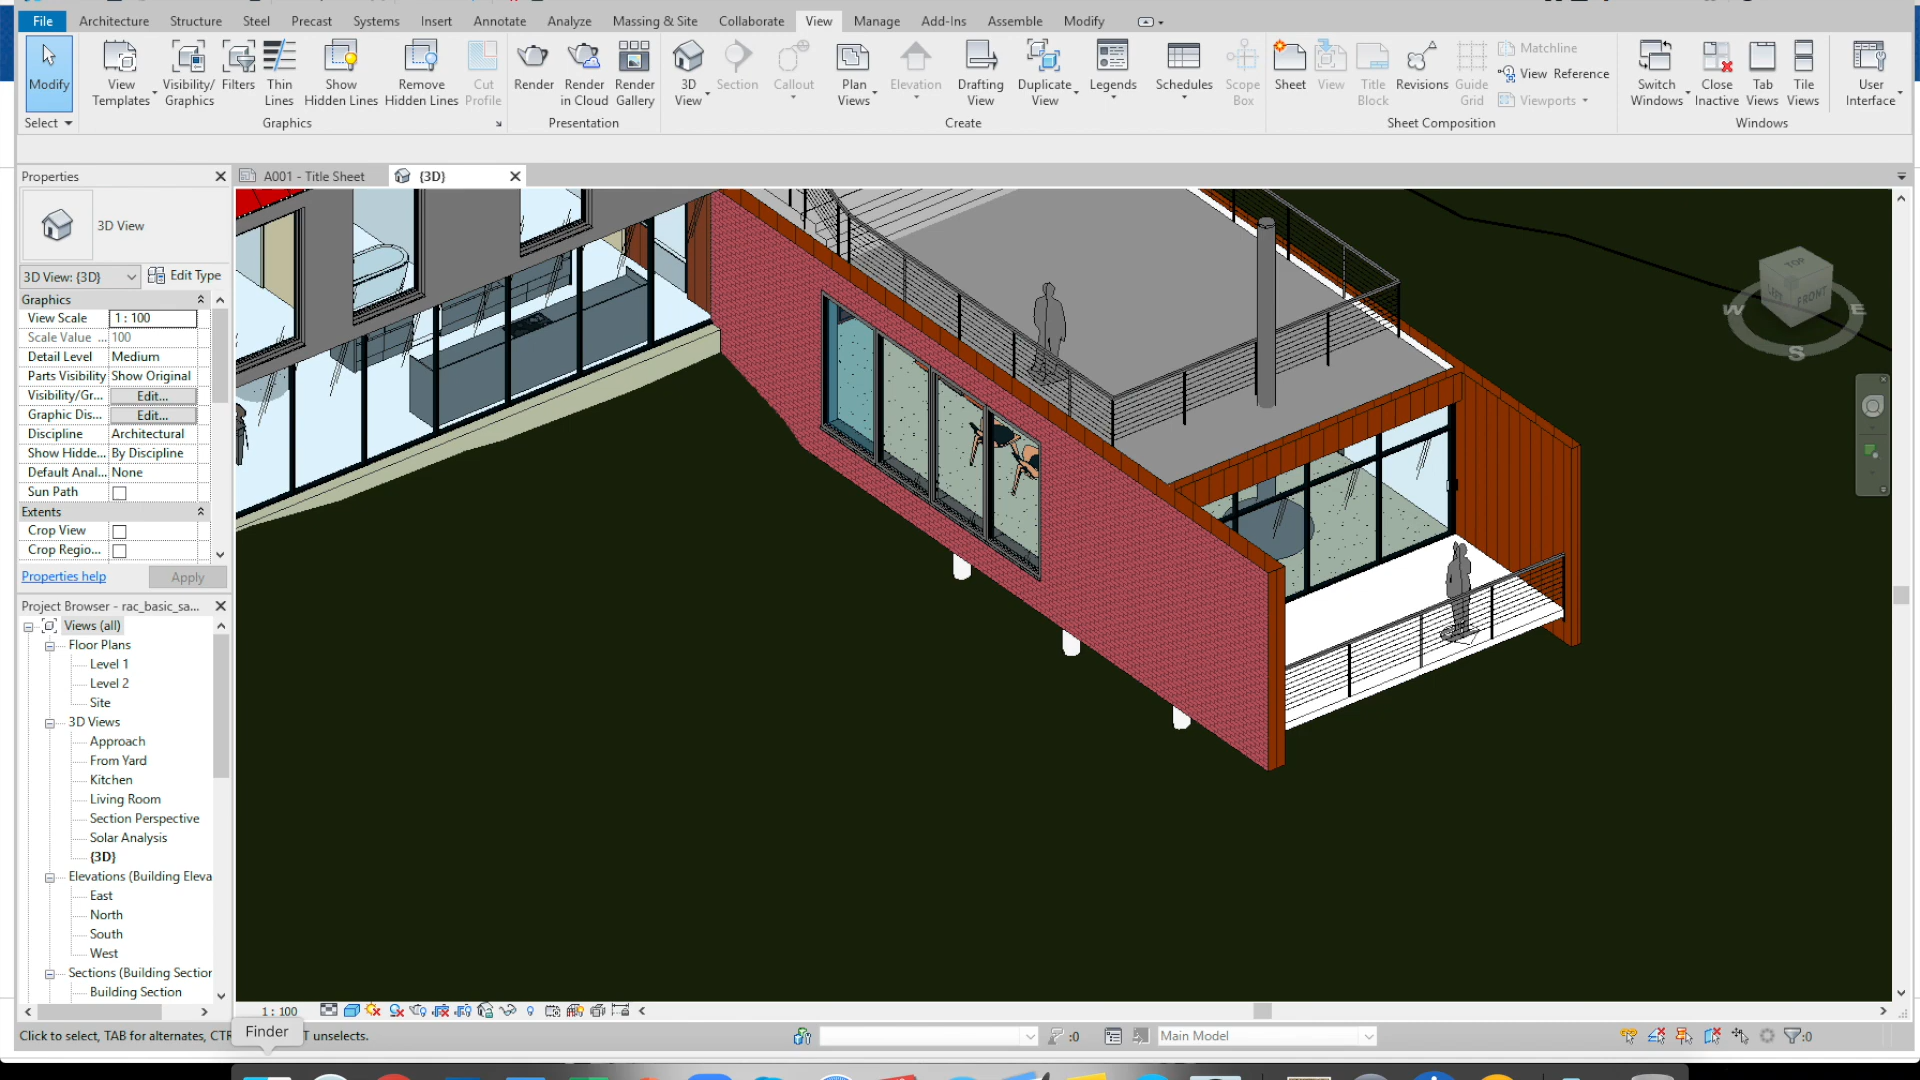 File Architecture Structure Steel Precast Systems Insert Annotate Analyze Massing & Site Collaborate View Manage Add-Ins Assemble Modify
Modify
Select
View
Templates
Visibility/
Graphics
Filters
Thin
Lines
Show
Hidden Lines
Remove
Hidden Lines
Cut
Profile
Graphics
Render
Render
in Cloud
Render
Gallery
Presentation
3D
View
Section
Callout
Plan
Views
Elevation
Drafting
View
Duplicate
View
Legends
Schedules
Scope
Box
Create
Sheet
View
Title
Block
Revisions
Guide
Grid
Matchline
View Reference
Viewports
Sheet Composition
Switch
Windows
Close
Inactive
Tab
Views
Tile
Views
Windows
User
Interface
Properties
A001 - Title Sheet
{3D}
3D View
3D View: {3D}
Edit Type
Graphics
View Scale 1 : 100
Scale Value ... 100
Detail Level Medium
Parts Visibility Show Original
Visibility/Gr... Edit...
Graphic Dis... Edit...
Discipline Architectural
Show Hidde... By Discipline
Default Anal... None
Sun Path
Extents
Crop View
Crop Regio...
Properties help
Apply
Project Browser - rac_basic_sa...
Views (all)
Floor Plans
Level 1
Level 2
Site
3D Views
Approach
From Yard
Kitchen
Living Room
Section Perspective
Solar Analysis
{3D}
Elevations (Building Eleva
East
North
South
West
Sections (Building Section
Building Section
TOP
FRONT
W
E
S
1 : 100
Click to select, TAB for alternates, CTR
Finder
T unselects.
:0
Main Model
:0